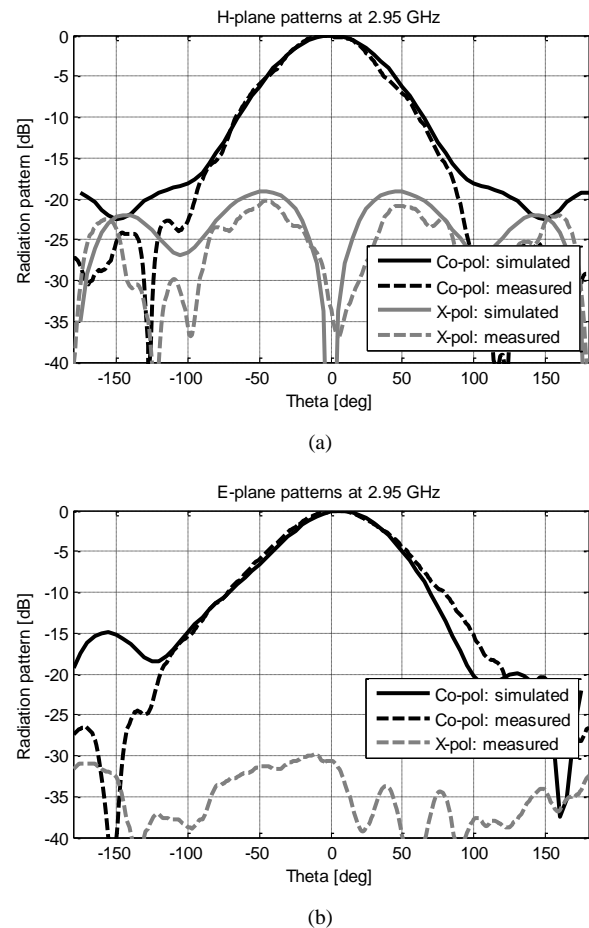 H-plane patterns at 2.95 GHz
0
-5
-10
-15
-20
-25
-30
-35
-40
Radiation pattern [dB]
Co-pol: simulated
Co-pol: measured
X-pol: simulated
X-pol: measured
-150 -100 -50 0 50 100 150
Theta [deg]
(a)
E-plane patterns at 2.95 GHz
0
-5
-10
-15
-20
-25
-30
-35
-40
Radiation pattern [dB]
Co-pol: simulated
Co-pol: measured
X-pol: measured
-150 -100 -50 0 50 100 150
Theta [deg]
(b)